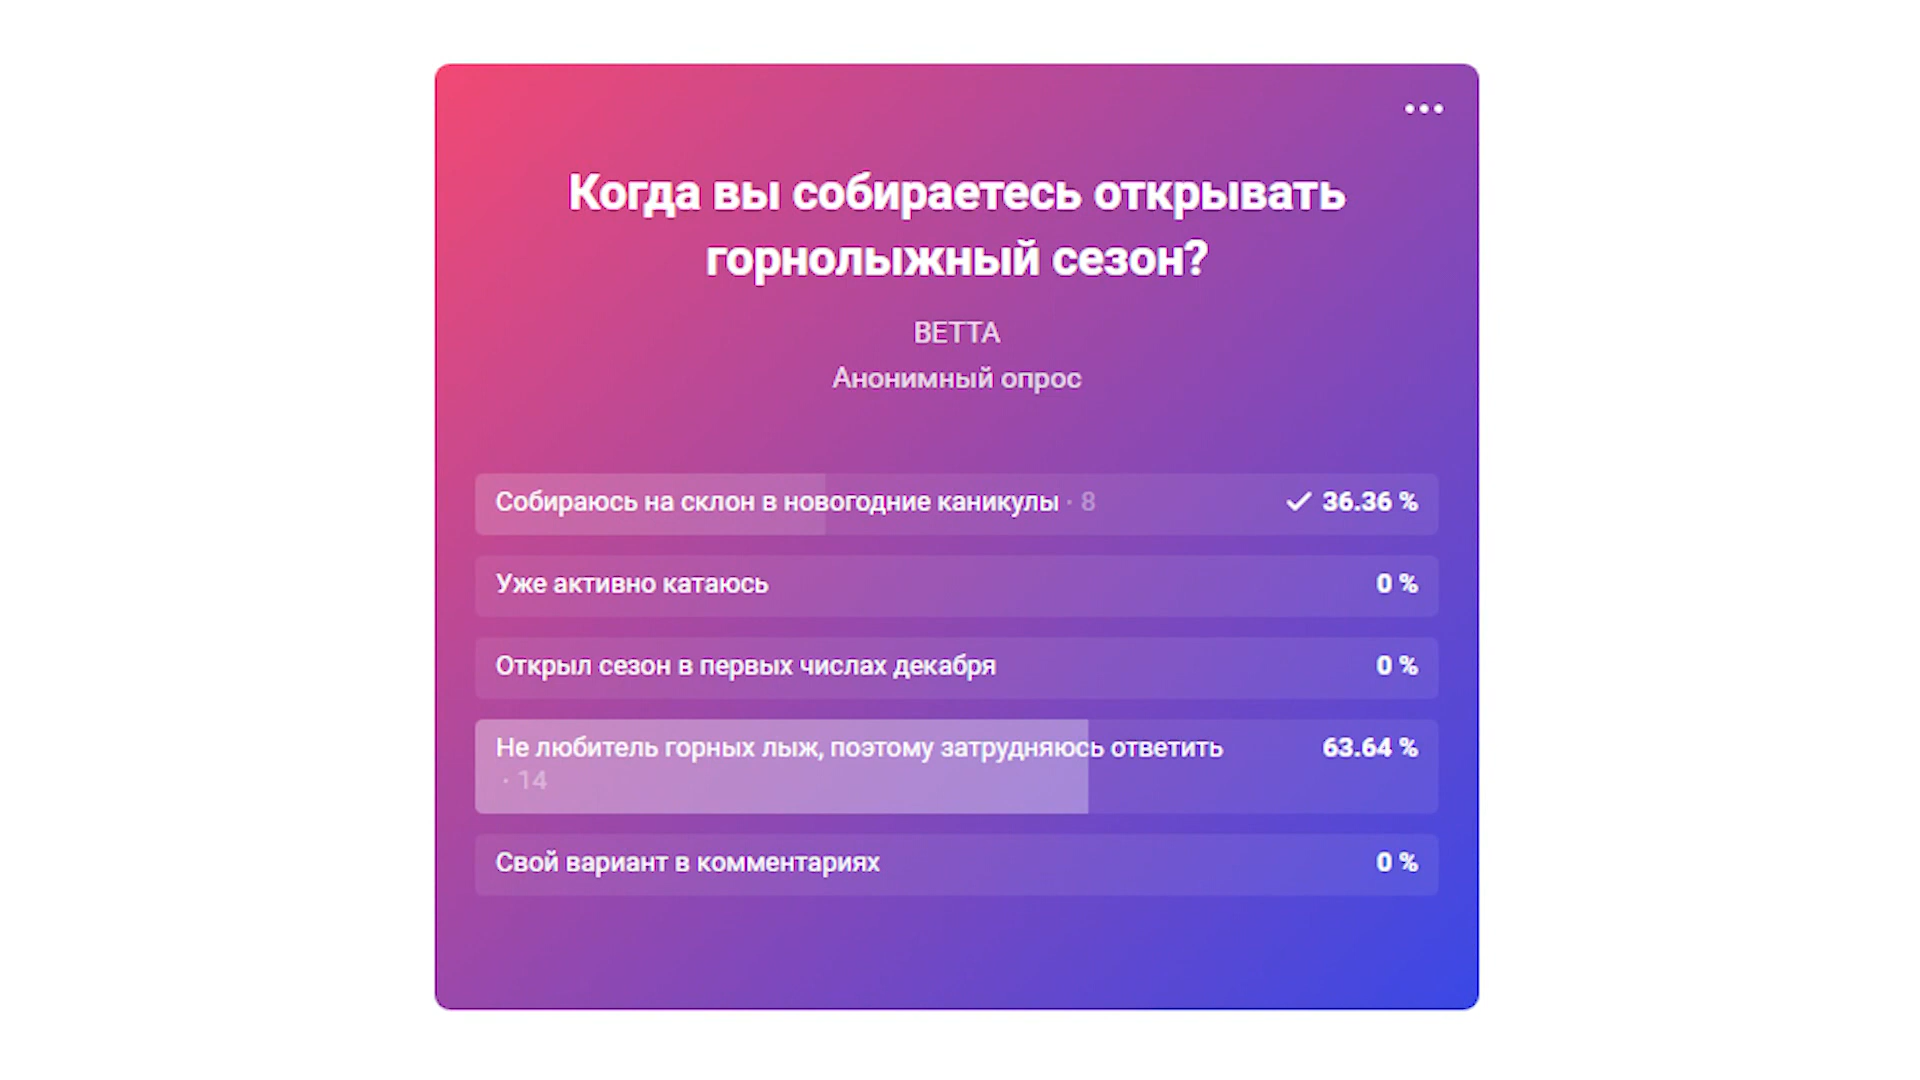 Когда вы собираетесь открывать
горнолыжный сезон?
ВЕТТА
Анонимный опрос
Собираюсь на склон в новогодние каникулы · 8 36.36 %
Уже активно катаюсь 0 %
Открыл сезон в первых числах декабря 0 %
Не любитель горных лыж, поэтому затрудняюсь ответить 63.64 %
· 14
Свой вариант в комментариях 0 %